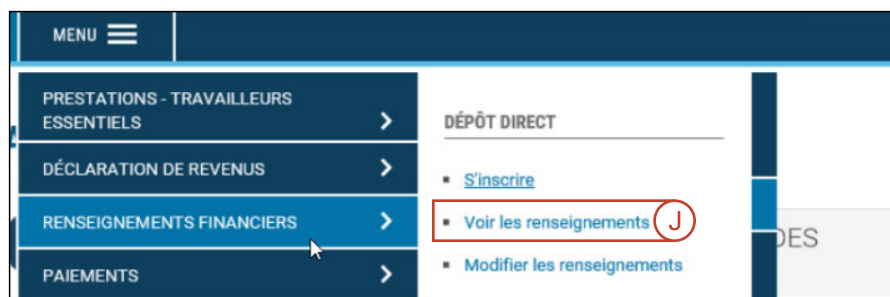 MENU
PRESTATIONS - TRAVAILLEURS
ESSENTIELS
DÉCLARATION DE REVENUS
RENSEIGNEMENTS FINANCIERS
PAIEMENTS
DÉPÔT DIRECT
S'inscrire
Voir les renseignements J
Modifier les renseignements
DES